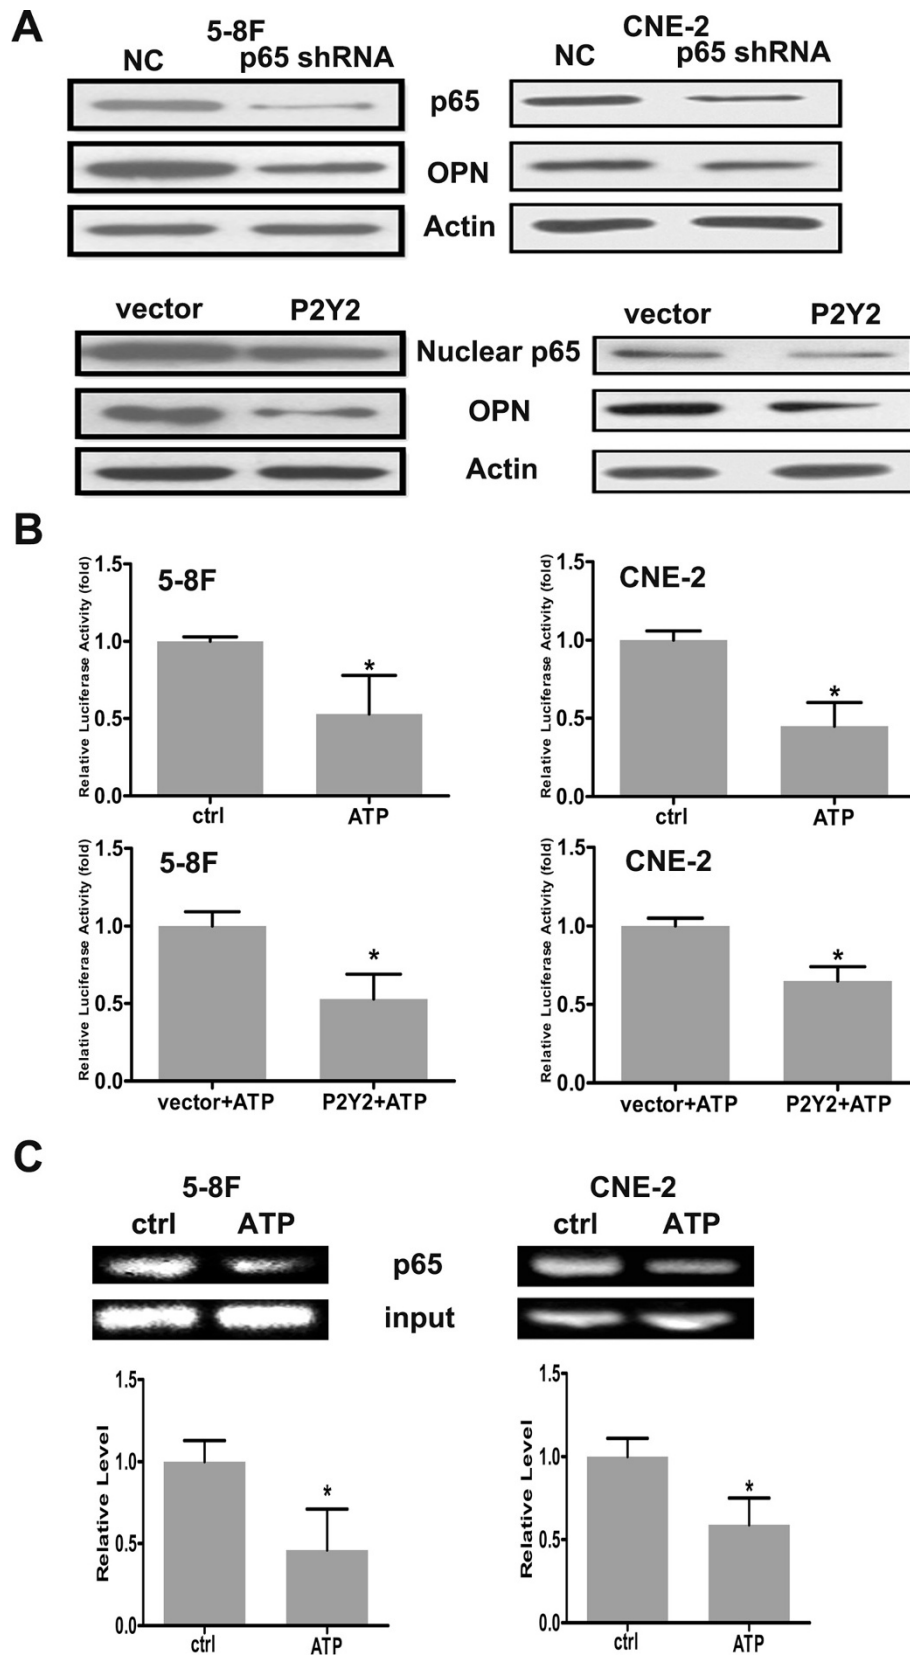 A
5-8F
NC p65 shRNA
CNE-2
NC p65 shRNA
p65
OPN
Actin
vector P2Y2
vector P2Y2
Nuclear p65
OPN
Actin
B
Relative Luciferase Activity (fold)
1.5
1.0
0.5
0.0
5-8F
*
ctrl ATP
Relative Luciferase Activity (fold)
1.5
1.0
0.5
0.0
CNE-2
*
ctrl ATP
Relative Luciferase Activity (fold)
1.5
1.0
0.5
0.0
5-8F
*
vector+ATP P2Y2+ATP
Relative Luciferase Activity (fold)
1.5
1.0
0.5
0.0
CNE-2
*
vector+ATP P2Y2+ATP
C
5-8F
ctrl ATP
CNE-2
ctrl ATP
p65
input
Relative Level
1.5
1.0
0.5
0.0
*
ctrl ATP
Relative Level
1.5
1.0
0.5
0.0
*
ctrl ATP